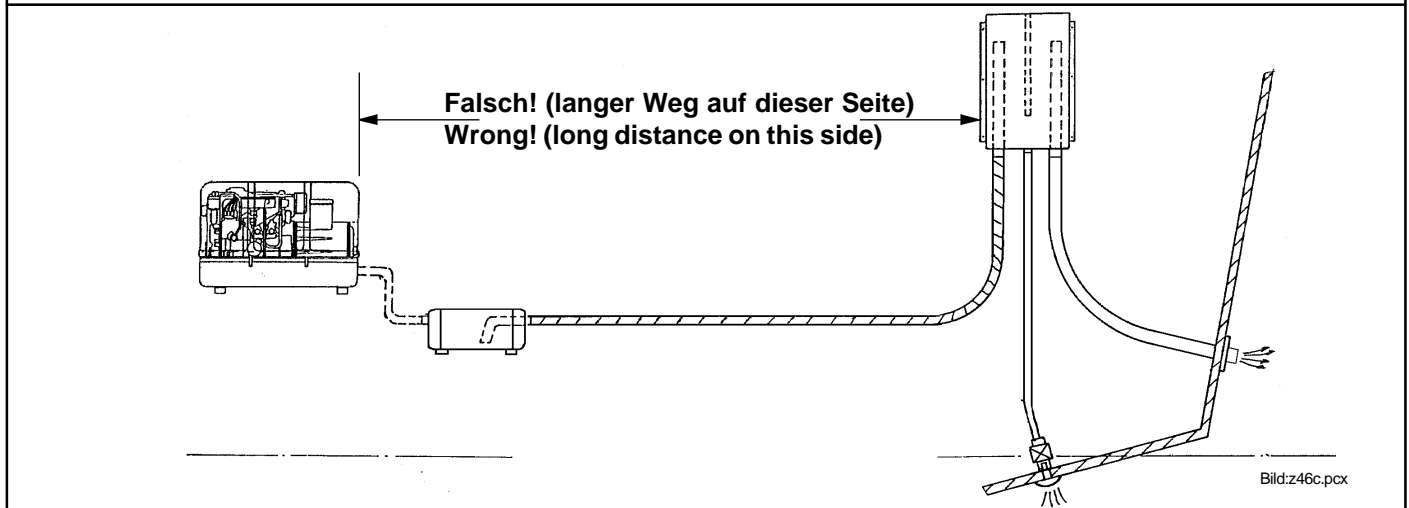 Falsch! (langer Weg auf dieser Seite)
Wrong! (long distance on this side)
Bild:z46c.pcx